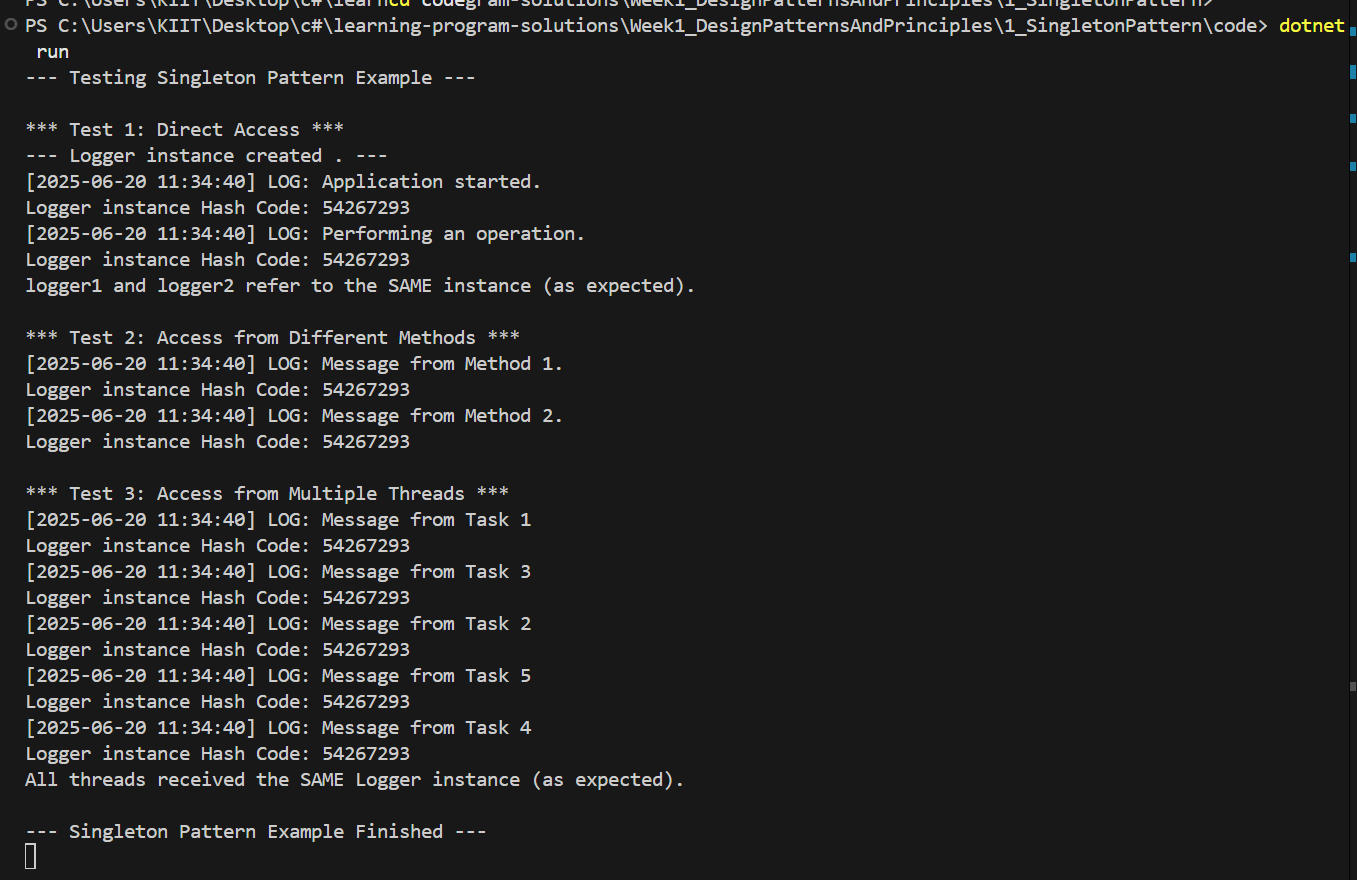 PS C:\Users\KIIT\Desktop\c#\learncd codegram-solutions\Week1_DesignPatternsAndPrinciples\1_SingletonPattern>
PS C:\Users\KIIT\Desktop\c#\learning-program-solutions\Week1_DesignPatternsAndPrinciples\1_SingletonPattern\code> dotnet
run
--- Testing Singleton Pattern Example ---
*** Test 1: Direct Access ***
--- Logger instance created . ---
[2025-06-20 11:34:40] LOG: Application started.
Logger instance Hash Code: 54267293
[2025-06-20 11:34:40] LOG: Performing an operation.
Logger instance Hash Code: 54267293
logger1 and logger2 refer to the SAME instance (as expected).
*** Test 2: Access from Different Methods ***
[2025-06-20 11:34:40] LOG: Message from Method 1.
Logger instance Hash Code: 54267293
[2025-06-20 11:34:40] LOG: Message from Method 2.
Logger instance Hash Code: 54267293
*** Test 3: Access from Multiple Threads ***
[2025-06-20 11:34:40] LOG: Message from Task 1
Logger instance Hash Code: 54267293
[2025-06-20 11:34:40] LOG: Message from Task 3
Logger instance Hash Code: 54267293
[2025-06-20 11:34:40] LOG: Message from Task 2
Logger instance Hash Code: 54267293
[2025-06-20 11:34:40] LOG: Message from Task 5
Logger instance Hash Code: 54267293
[2025-06-20 11:34:40] LOG: Message from Task 4
Logger instance Hash Code: 54267293
All threads received the SAME Logger instance (as expected).
--- Singleton Pattern Example Finished ---